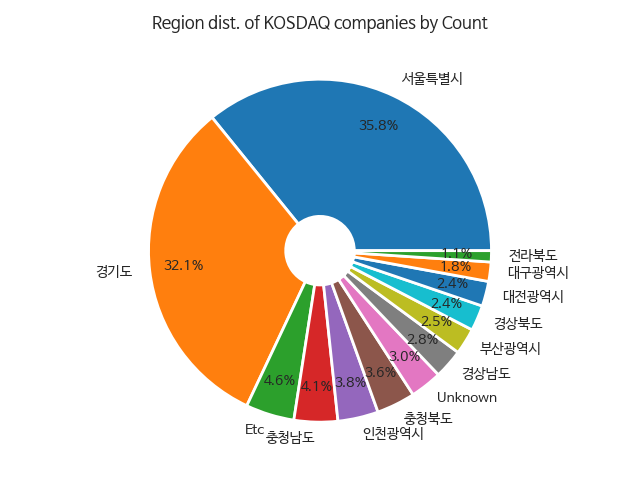 Region dist. of KOSDAQ companies by Count
서울특별시
35.8%
경기도
32.1%
Etc
4.6%
충청남도
4.1%
인천광역시
3.8%
충청북도
3.6%
Unknown
3.0%
경상남도
2.8%
부산광역시
2.5%
경상북도
2.4%
대전광역시
2.4%
대구광역시
1.8%
전라북도
1.1%